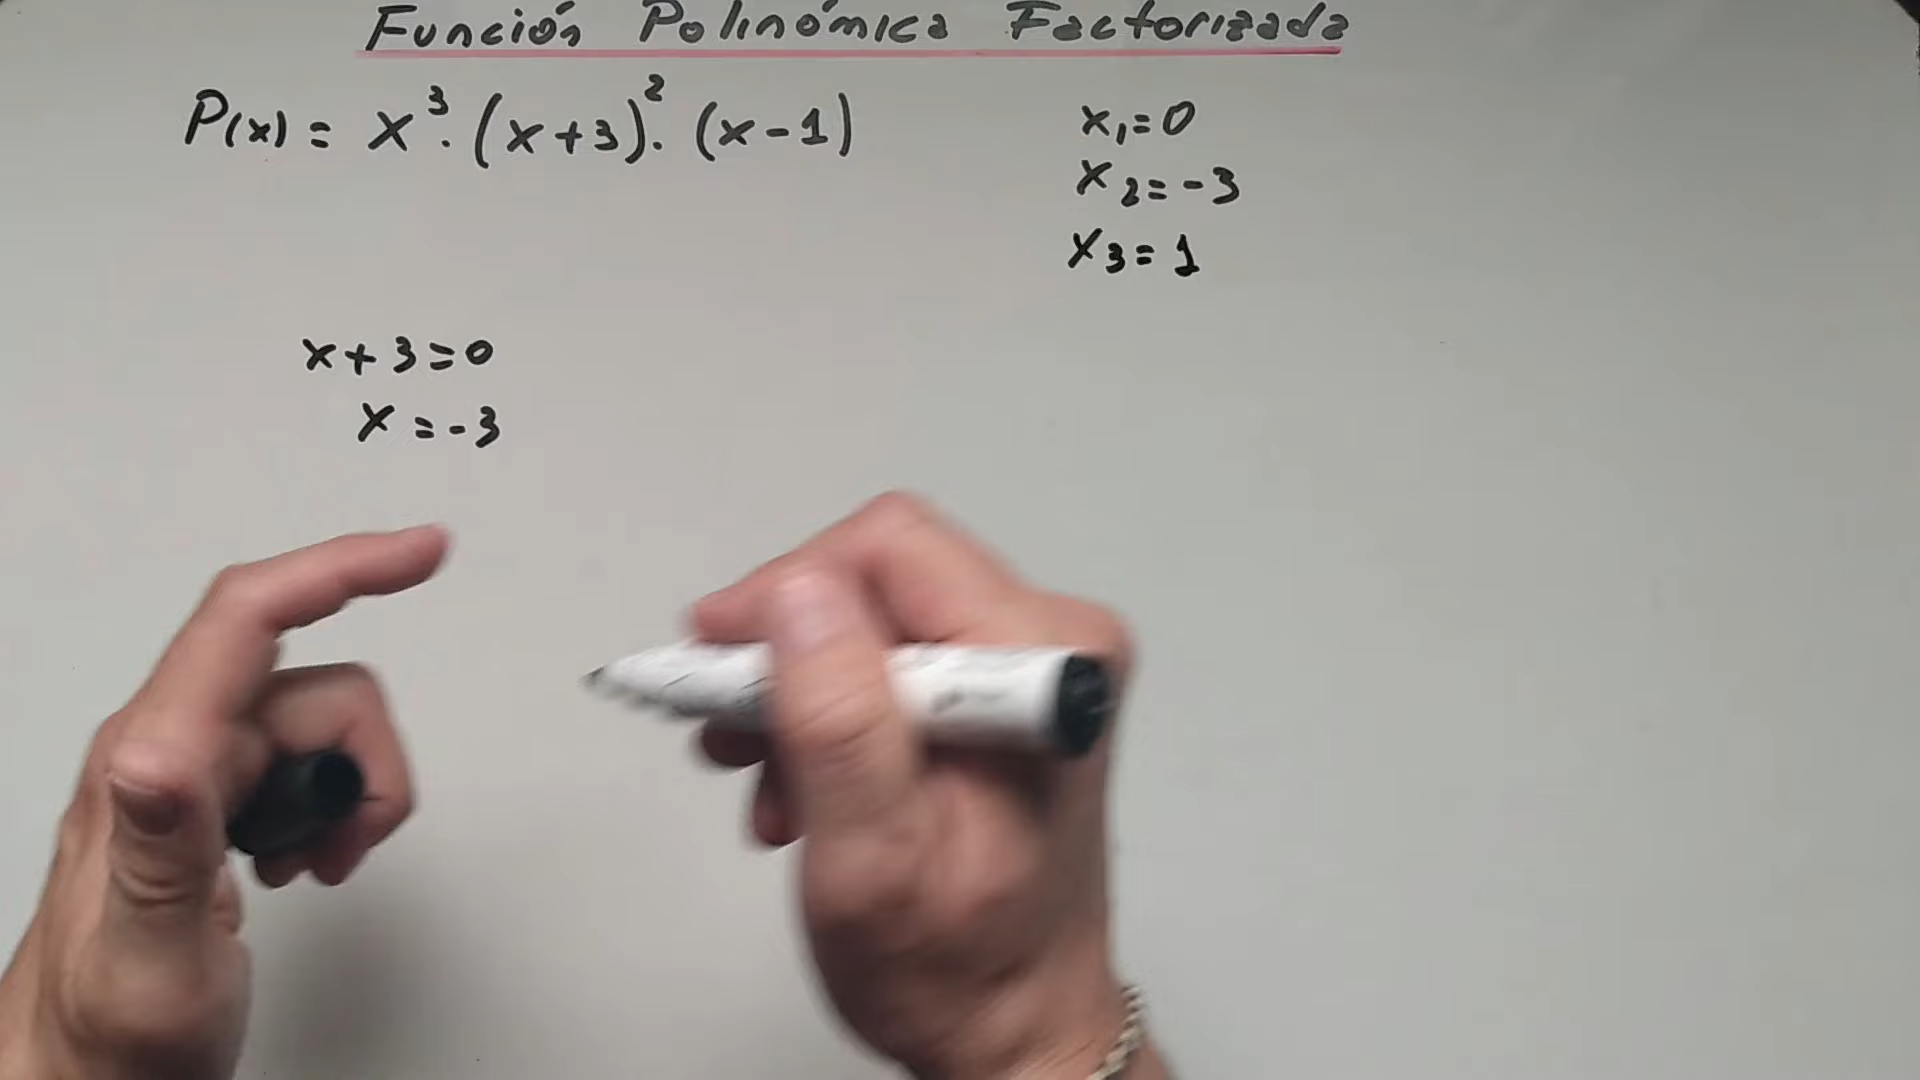 Función Polinómica Factorizada
P(x) = x³·(x+3)²·(x-1)
x₁=0
x₂=-3
x₃=1
x+3=0
x=-3